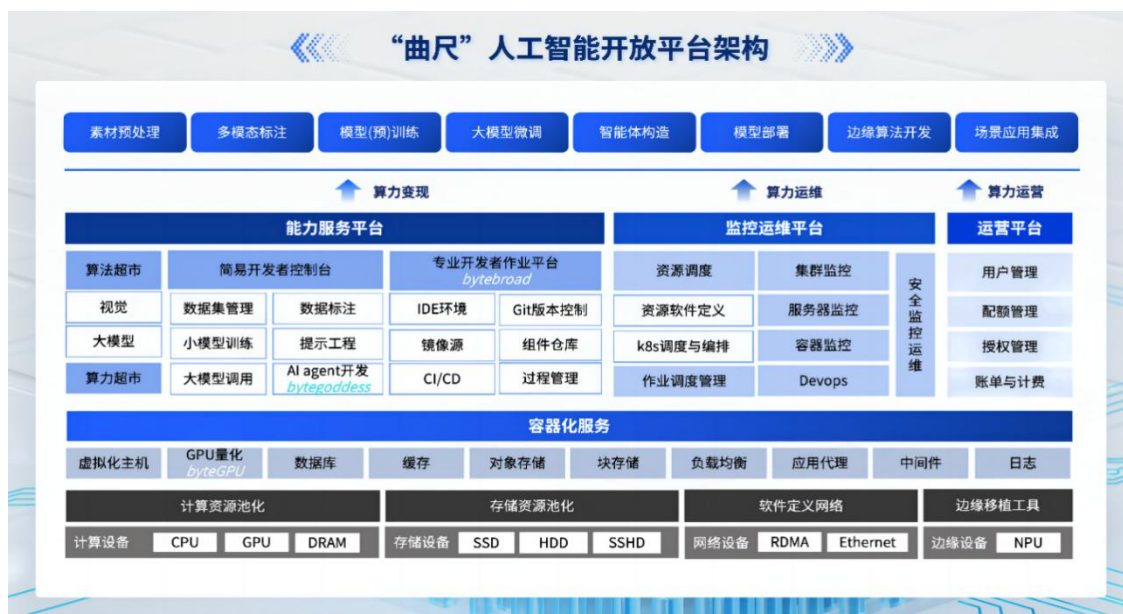 “曲尺”人工智能开放平台架构
素材预处理 多模态标注 模型(预)训练 大模型微调 智能体构造 模型部署 边缘算法开发 场景应用集成
算力变现 算力运维 算力运营
能力服务平台 监控运维平台 运营平台
算法超市 简易开发者控制台 专业开发者作业平台 bytebroad
视觉 数据集管理 数据标注 IDE环境 Git版本控制
大模型 小模型训练 提示工程 镜像源 组件仓库
算力超市 大模型调用 AI agent开发 bytegoddess CI/CD 过程管理
资源调度 集群监控
资源软件定义 服务器监控
k8s调度与编排 容器监控
作业调度管理 Devops
安全监控运维
用户管理
配额管理
授权管理
账单与计费
容器化服务
虚拟化主机 GPU量化 byteGPU 数据库 缓存 对象存储 块存储 负载均衡 应用代理 中间件 日志
计算资源池化 存储资源池化 软件定义网络 边缘移植工具
计算设备 CPU GPU DRAM 存储设备 SSD HDD SSHD 网络设备 RDMA Ethernet 边缘设备 NPU